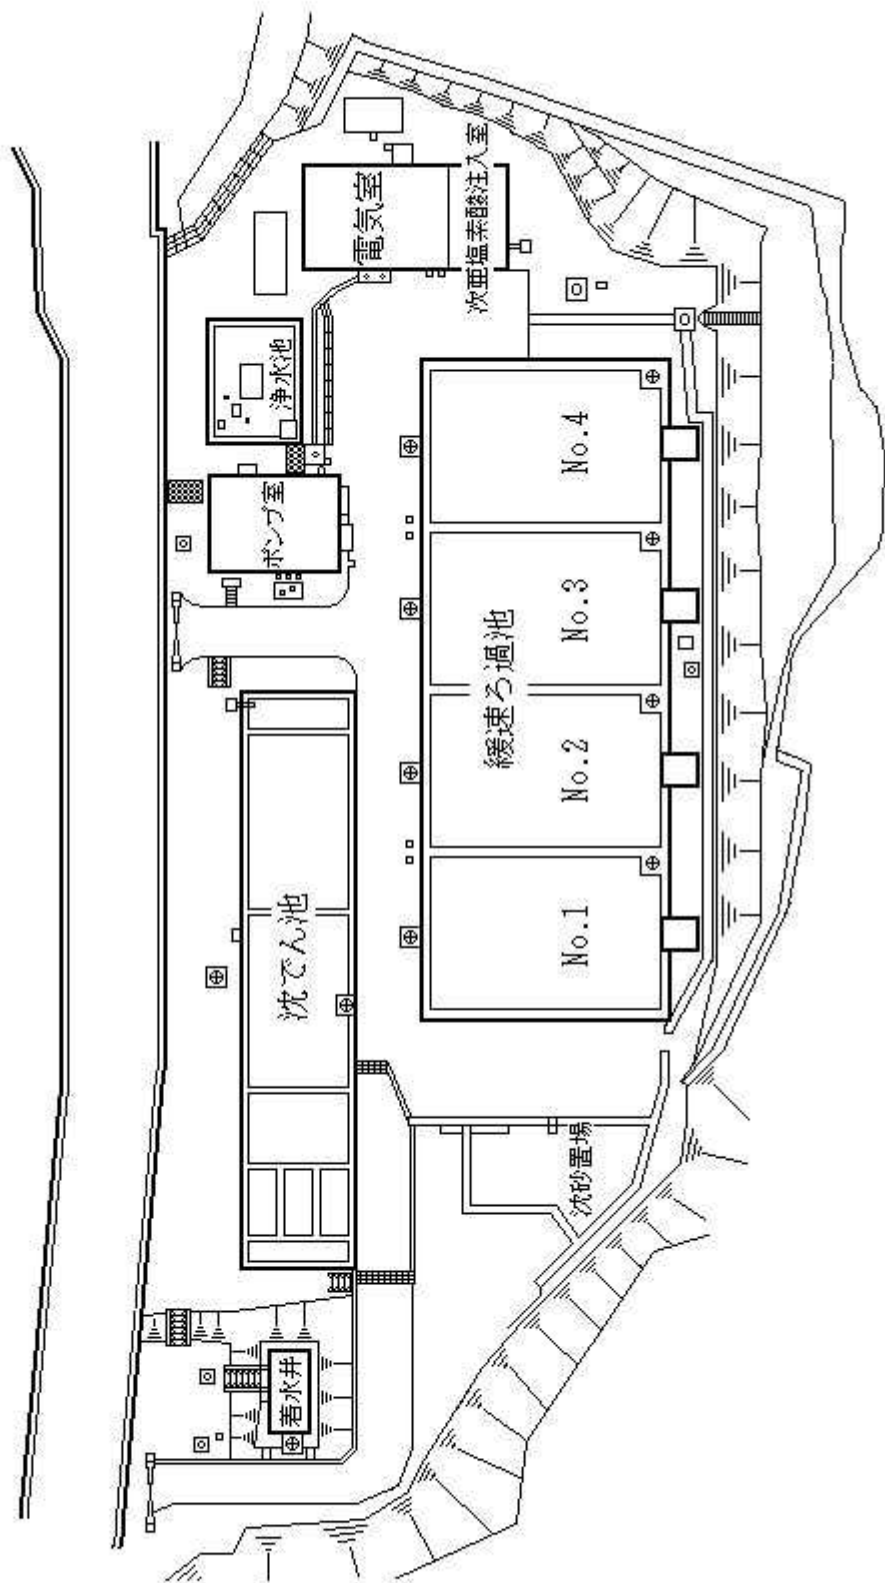 電気室
次亜塩素酸注入室
浄水池
ポンプ室
緩速ろ過池
No.4
No.3
No.2
No.1
沈でん池
沈砂置場
着水井